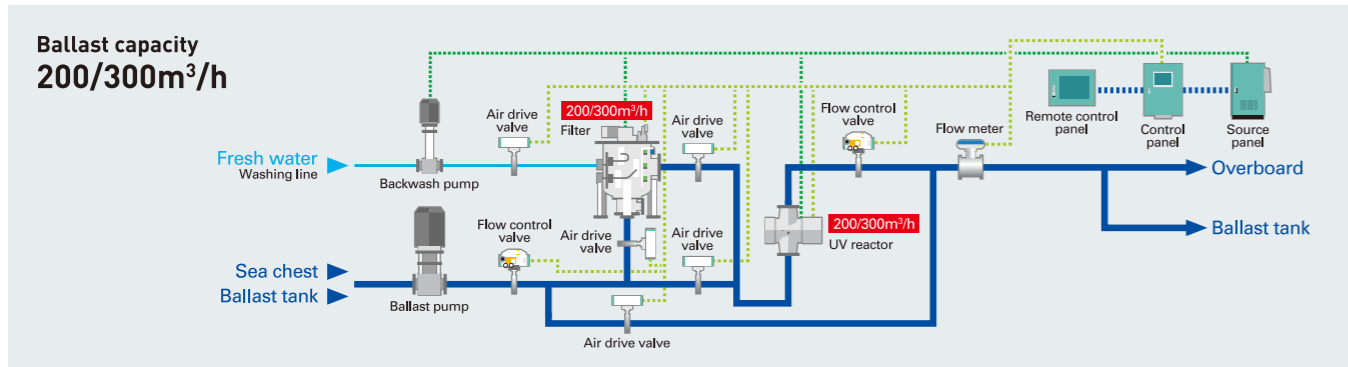 Ballast capacity
200/300m³/h
Fresh water
Washing line
Backwash pump
Air drive
valve
200/300m³/h
Filter
Air drive
valve
Flow control
valve
Flow meter
Remote control
panel
Control
panel
Source
panel
Overboard
Ballast tank
Sea chest
Ballast tank
Ballast pump
Flow control
valve
Air drive
valve
Air drive
valve
200/300m³/h
UV reactor
Air drive valve